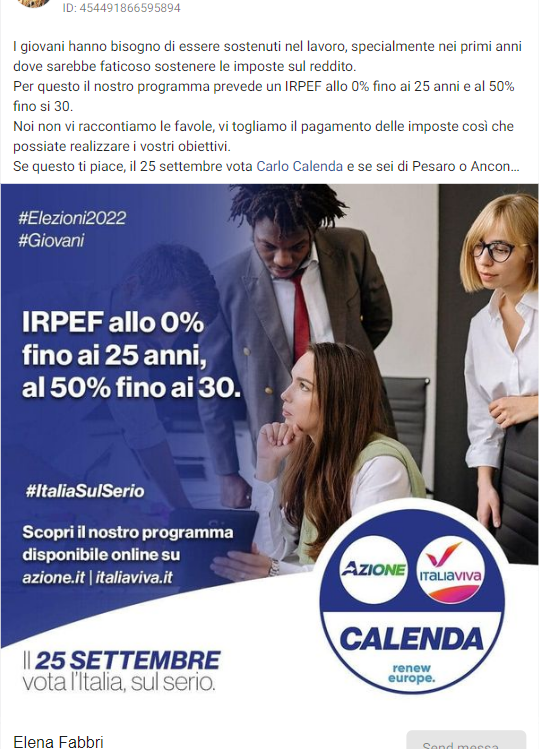 ID: 454491866595894
I giovani hanno bisogno di essere sostenuti nel lavoro, specialmente nei primi anni
dove sarebbe faticoso sostenere le imposte sul reddito.
Per questo il nostro programma prevede un IRPEF allo 0% fino ai 25 anni e al 50%
fino si 30.
Noi non vi raccontiamo le favole, vi togliamo il pagamento delle imposte così che
possiate realizzare i vostri obiettivi.
Se questo ti piace, il 25 settembre vota Carlo Calenda e se sei di Pesaro o Ancon...
#Elezioni2022
#Giovani
IRPEF allo 0%
fino ai 25 anni,
al 50% fino ai 30.
#ItaliaSulSerio
Scopri il nostro programma
disponibile online su
azione.it | italiaviva.it
AZIONE
ITALIAVIVA
CALENDA
renew
europe.
Il 25 SETTEMBRE
vota l'Italia, sul serio.
Elena Fabbri
Send messa